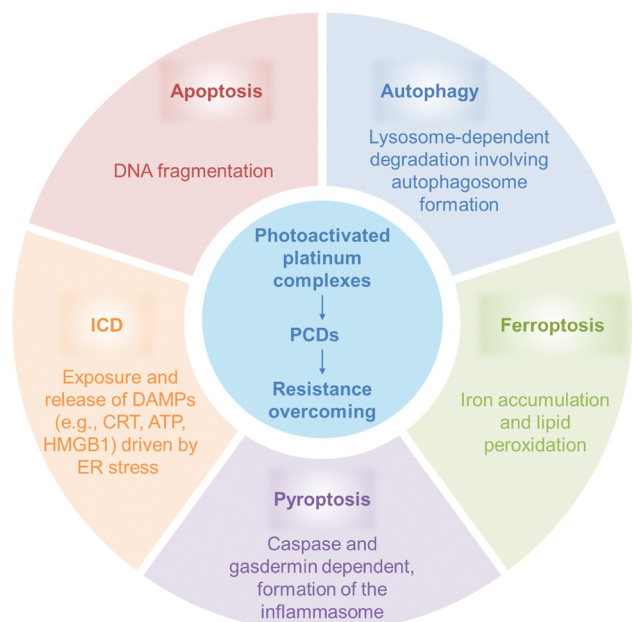 Apoptosis
DNA fragmentation
Autophagy
Lysosome-dependent
degradation involving
autophagosome
formation
Photoactivated
platinum
complexes
PCDs
Resistance
overcoming
ICD
Exposure and
release of DAMPs
(e.g., CRT, ATP,
HMGB1) driven by
ER stress
Ferroptosis
Iron accumulation
and lipid
peroxidation
Pyroptosis
Caspase and
gasdermin dependent,
formation of the
inflammasome